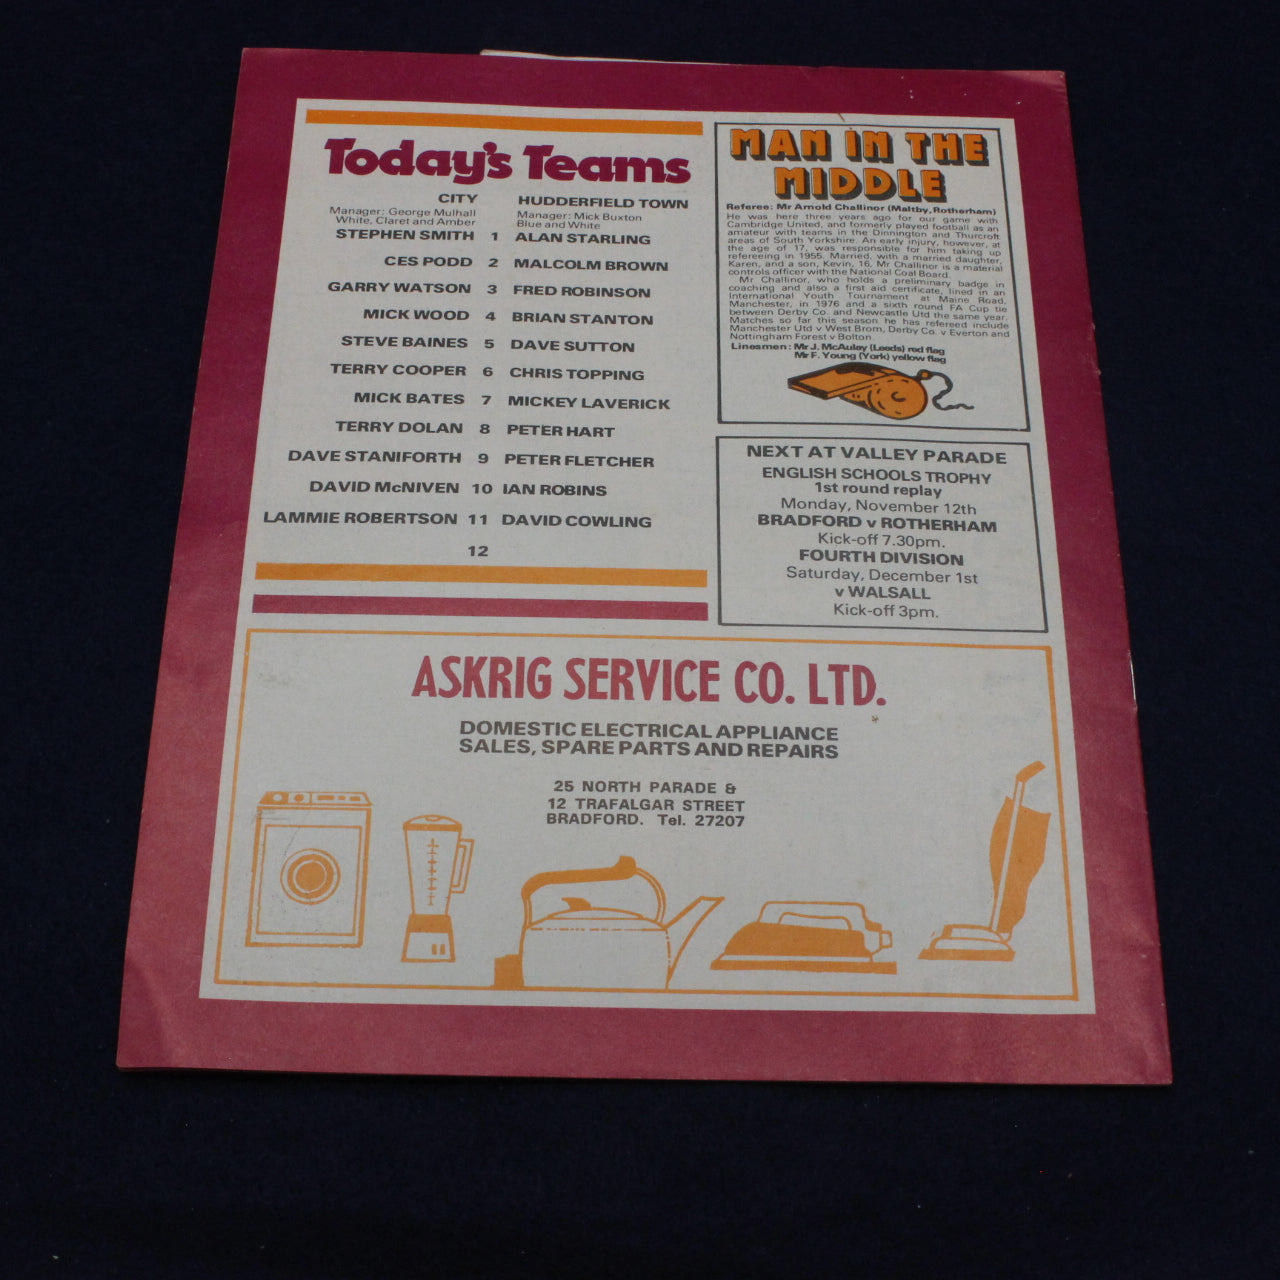 Today's Teams
CITY
Manager: George Mulhall
White, Claret and Amber
HUDDERFIELD TOWN
Manager: Mick Buxton
Blue and White
STEPHEN SMITH 1 ALAN STARLING
CES PODD 2 MALCOLM BROWN
GARRY WATSON 3 FRED ROBINSON
MICK WOOD 4 BRIAN STANTON
STEVE BAINES 5 DAVE SUTTON
TERRY COOPER 6 CHRIS TOPPING
MICK BATES 7 MICKEY LAVERICK
TERRY DOLAN 8 PETER HART
DAVE STANIFORTH 9 PETER FLETCHER
DAVID McNIVEN 10 IAN ROBINS
LAMMIE ROBERTSON 11 DAVID COWLING
12
MAN IN THE
MIDDLE
Referee: Mr Arnold Challinor (Maltby, Rotherham)
He was here three years ago for our game with
Cambridge United, and formerly played football as an
amateur with teams in the Dinnington and Thurcroft
areas of South Yorkshire. An early injury, however, at
the age of 17, was responsible for him taking up
refereeing in 1955. Married, with a married daughter,
Karen, and a son, Kevin, 16, Mr Challinor is a material
controls officer with the National Coal Board.
Mr Challinor, who holds a preliminary badge in
coaching and also a first aid certificate, lined in an
International Youth Tournament at Maine Road,
Manchester, in 1976 and a sixth round FA Cup tie
between Derby Co. and Newcastle Utd the same year.
Matches so far this season he has refereed include
Manchester Utd v West Brom, Derby Co. v Everton and
Nottingham Forest v Bolton.
Linesmen: Mr J. McAulay (Leeds) red flag
Mr F. Young (York) yellow flag
NEXT AT VALLEY PARADE
ENGLISH SCHOOLS TROPHY
1st round replay
Monday, November 12th
BRADFORD v ROTHERHAM
Kick-off 7.30pm.
FOURTH DIVISION
Saturday, December 1st
v WALSALL
Kick-off 3pm.
ASKRIG SERVICE CO. LTD.
DOMESTIC ELECTRICAL APPLIANCE
SALES, SPARE PARTS AND REPAIRS
25 NORTH PARADE &
12 TRAFALGAR STREET
BRADFORD. Tel. 27207